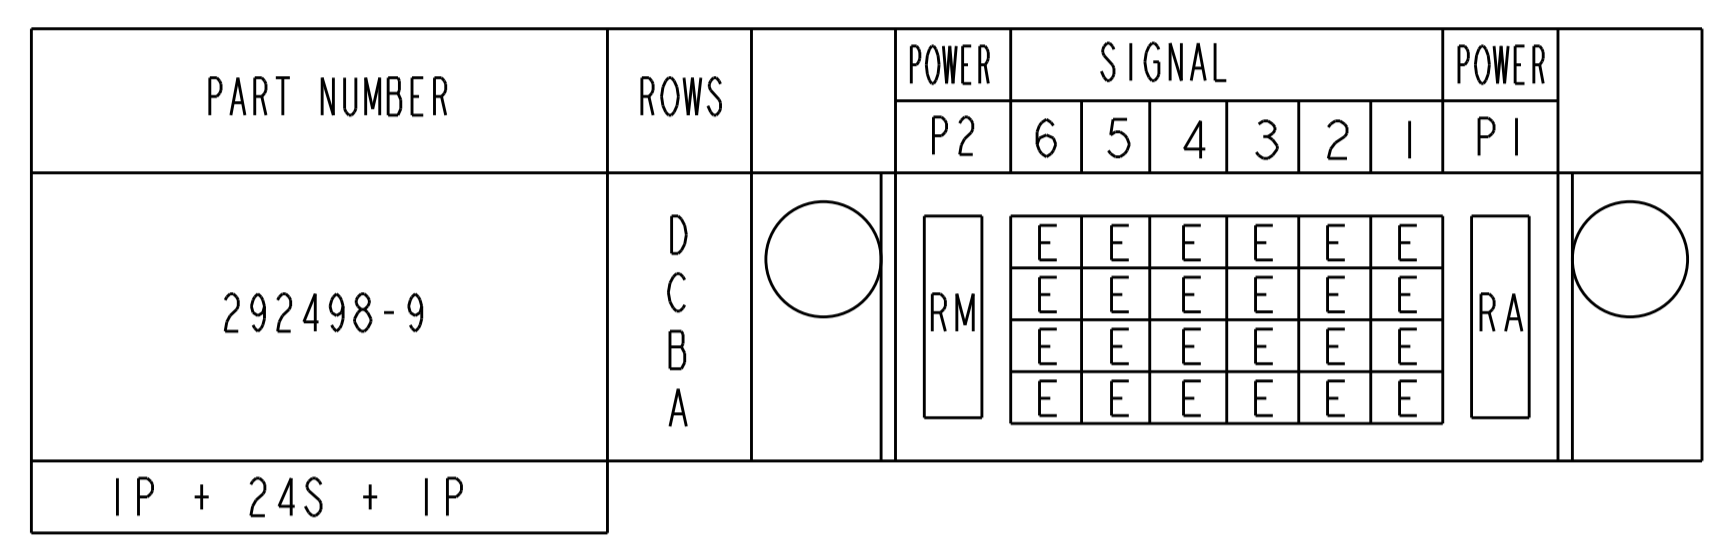 PART NUMBER ROWS POWER SIGNAL POWER
P2 6 5 4 3 2 1 P1
292498-9
D E E E E E E
C E E E E E E
RM RA
B E E E E E E
A E E E E E E
1P + 24S + 1P